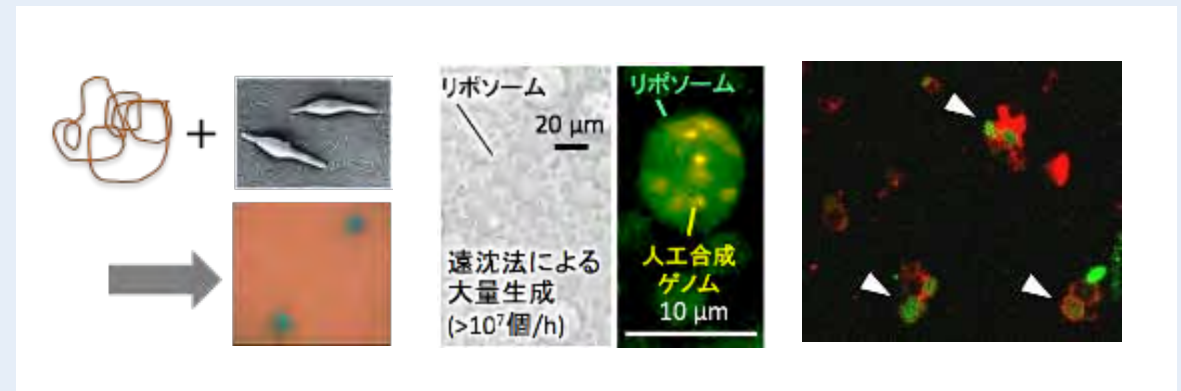 +
リポソーム
20 μm
遠沈法による
大量生成
(>10⁷個/h)
リポソーム
人工合成
ゲノム
10 μm